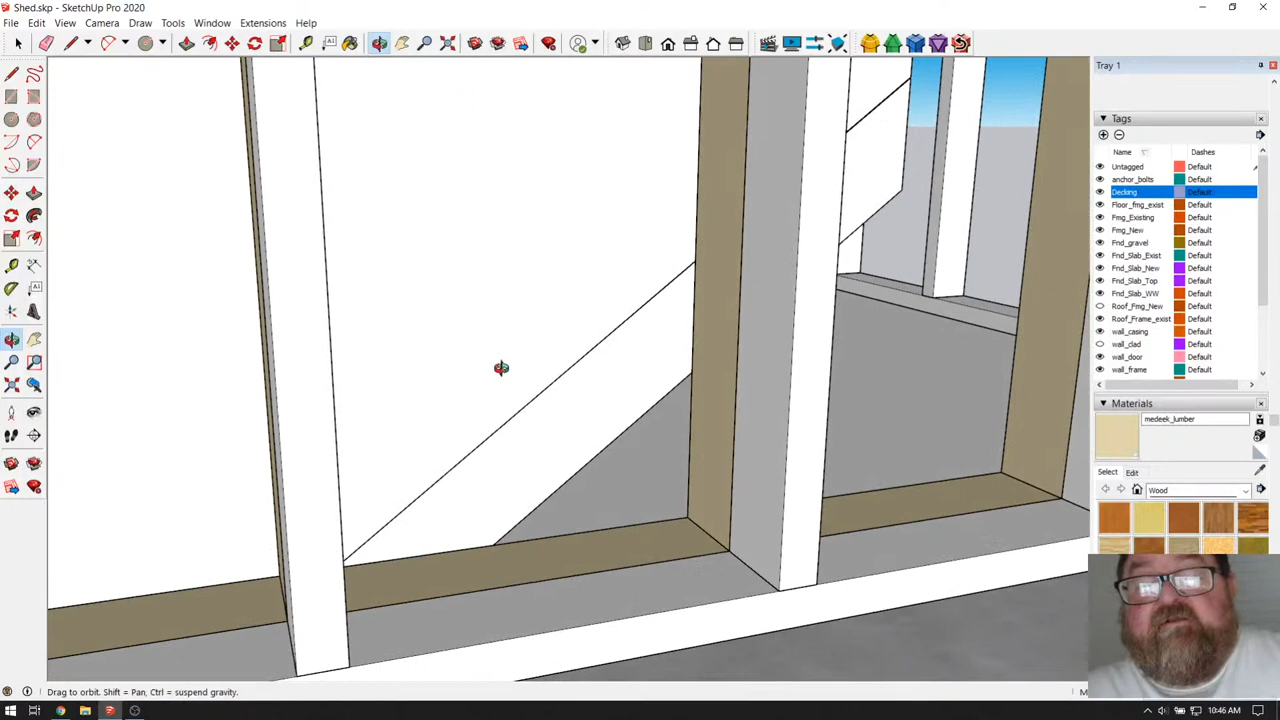 Shed.skp - SketchUp Pro 2020
File Edit View Camera Draw Tools Window Extensions Help
Tray 1
Tags
Name Dashes
Untagged Default
anchor_bolts Default
Decking Default
Floor_fmg_exist Default
Fmg_Existing Default
Fmg_New Default
Fnd_gravel Default
Fnd_Slab_Exist Default
Fnd_Slab_New Default
Fnd_Slab_Top Default
Fnd_Slab_WW Default
Roof_Fmg_New Default
Roof_Frame_exist Default
wall_casing Default
wall_clad Default
wall_door Default
wall_frame Default
Materials
medeek_lumber
Select Edit
Wood
Drag to orbit. Shift = Pan, Ctrl = suspend gravity.
10:46 AM